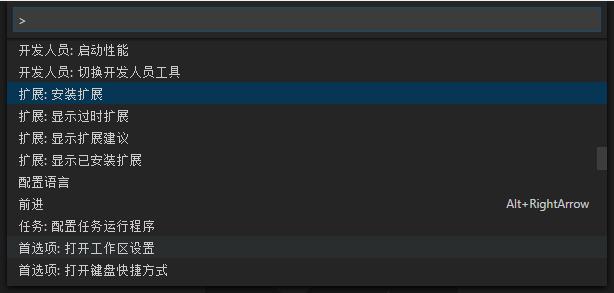 >
开发人员: 启动性能
开发人员: 切换开发人员工具
扩展: 安装扩展
扩展: 显示过时扩展
扩展: 显示扩展建议
扩展: 显示已安装扩展
配置语言
前进 Alt+RightArrow
任务: 配置任务运行程序
首选项: 打开工作区设置
首选项: 打开键盘快捷方式